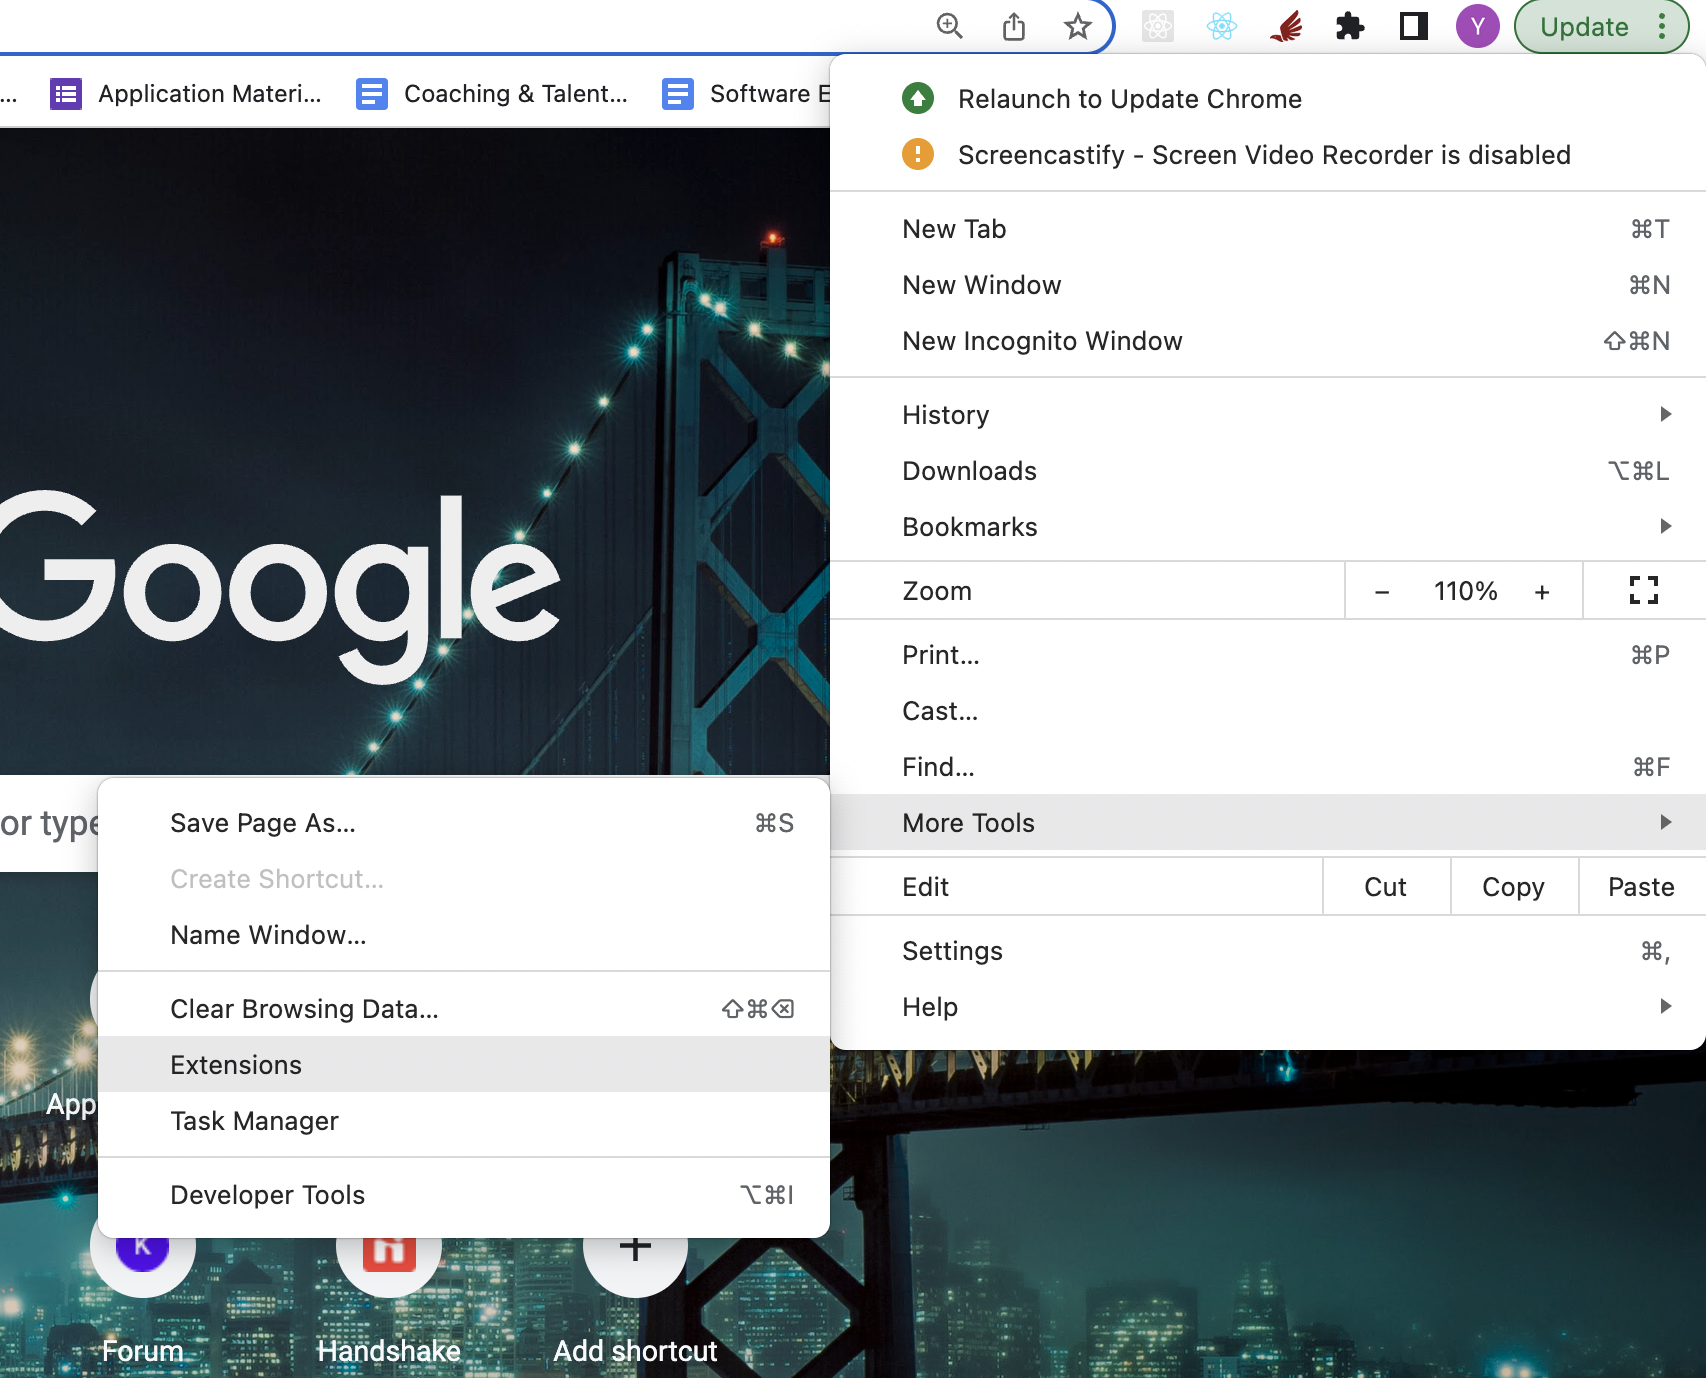 Y
Update
...
Application Materi...
Coaching & Talent...
Software E
Relaunch to Update Chrome
Screencastify - Screen Video Recorder is disabled
New Tab ⌘T
New Window ⌘N
New Incognito Window ⇧⌘N
History
Downloads ⌥⌘L
Bookmarks
Zoom − 110% +
Print... ⌘P
Cast...
Find... ⌘F
More Tools
Edit Cut Copy Paste
Settings ⌘,
Help
Google
or type
Save Page As... ⌘S
Create Shortcut...
Name Window...
Clear Browsing Data... ⇧⌘⌫
Extensions
Task Manager
Developer Tools ⌥⌘I
App
K
Forum
Handshake
Add shortcut